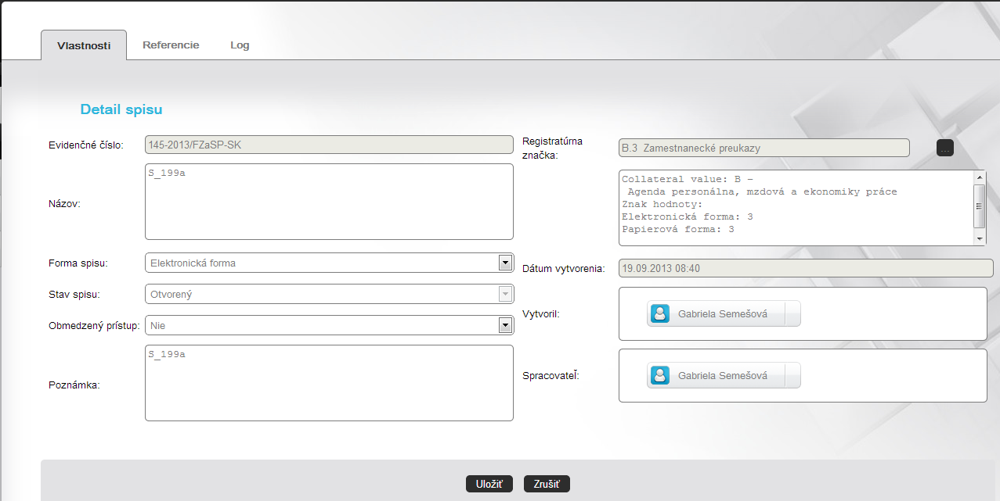 Vlastnosti Referencie Log
Detail spisu
Evidenčné číslo: 145-2013/FZaSP-SK
Názov: S_199a
Forma spisu: Elektronická forma
Stav spisu: Otvorený
Obmedzený prístup: Nie
Poznámka: S_199a
Registratúrna
značka: B.3 Zamestnanecké preukazy ...
Collateral value: B –
Agenda personálna, mzdová a ekonomiky práce
Znak hodnoty:
Elektronická forma: 3
Papierová forma: 3
Dátum vytvorenia: 19.09.2013 08:40
Vytvoril: Gabriela Semešová
Spracovateľ: Gabriela Semešová
Uložiť Zrušiť